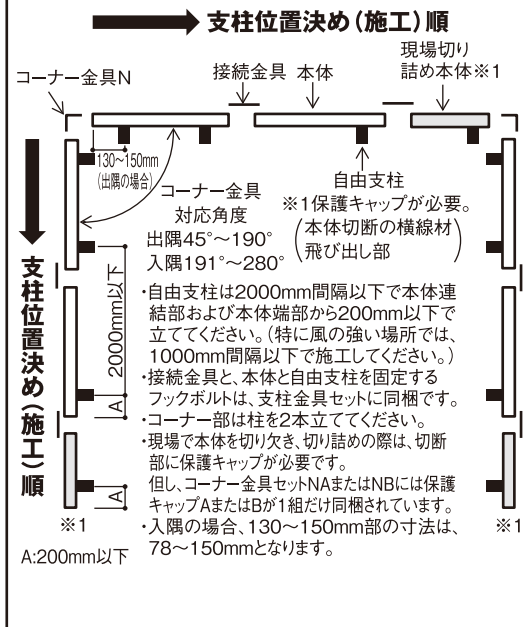 支柱位置決め(施工)順
コーナー金具N
接続金具
本体
現場切り
詰め本体※1
130〜150mm
(出隅の場合)
コーナー金具
対応角度
出隅45°〜190°
入隅191°〜280°
自由支柱
※1保護キャップが必要。
(本体切断の横線材
飛び出し部)
支柱位置決め(施工)順
2000mm以下
A
A
・自由支柱は2000mm間隔以下で本体連
結部および本体端部から200mm以下で
立ててください。(特に風の強い場所では、
1000mm間隔以下で施工してください。)
・接続金具と、本体と自由支柱を固定する
フックボルトは、支柱金具セットに同梱です。
・コーナー部は柱を2本立ててください。
・現場で本体を切り欠き、切り詰めの際は、切断
部に保護キャップが必要です。
但し、コーナー金具セットNAまたはNBには保護
キャップAまたはBが1組だけ同梱されています。
・入隅の場合、130〜150mm部の寸法は、
78〜150mmとなります。
※1
※1
A:200mm以下